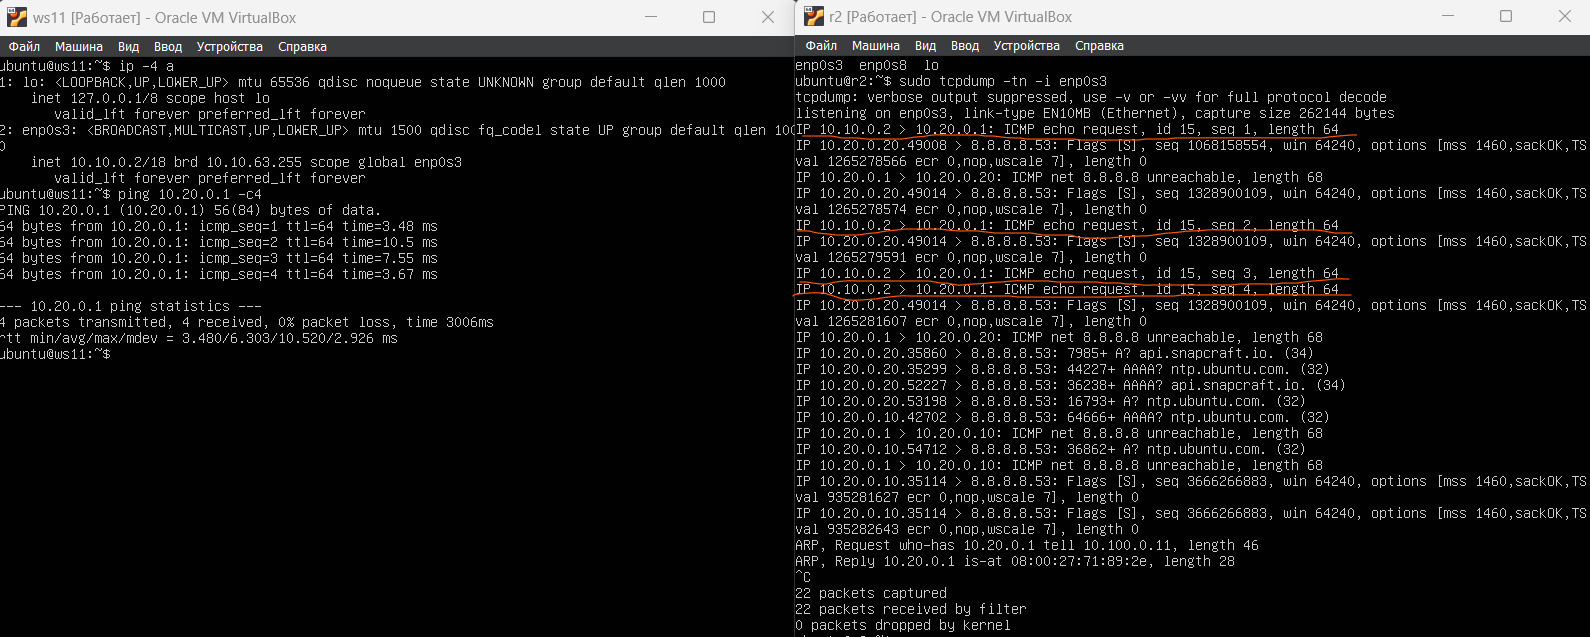 ws11 [Работает] - Oracle VM VirtualBox
Файл Машина Вид Ввод Устройства Справка
ubuntu@ws11:~$ ip -4 a
1: lo: <LOOPBACK,UP,LOWER_UP> mtu 65536 qdisc noqueue state UNKNOWN group default qlen 1000
inet 127.0.0.1/8 scope host lo
valid_lft forever preferred_lft forever
2: enp0s3: <BROADCAST,MULTICAST,UP,LOWER_UP> mtu 1500 qdisc fq_codel state UP group default qlen 100
0
inet 10.10.0.2/18 brd 10.10.63.255 scope global enp0s3
valid_lft forever preferred_lft forever
ubuntu@ws11:~$ ping 10.20.0.1 -c4
PING 10.20.0.1 (10.20.0.1) 56(84) bytes of data.
64 bytes from 10.20.0.1: icmp_seq=1 ttl=64 time=3.48 ms
64 bytes from 10.20.0.1: icmp_seq=2 ttl=64 time=10.5 ms
64 bytes from 10.20.0.1: icmp_seq=3 ttl=64 time=7.55 ms
64 bytes from 10.20.0.1: icmp_seq=4 ttl=64 time=3.67 ms
--- 10.20.0.1 ping statistics ---
4 packets transmitted, 4 received, 0% packet loss, time 3006ms
rtt min/avg/max/mdev = 3.480/6.303/10.520/2.926 ms
ubuntu@ws11:~$
r2 [Работает] - Oracle VM VirtualBox
Файл Машина Вид Ввод Устройства Справка
enp0s3 enp0s8 lo
ubuntu@r2:~$ sudo tcpdump -tn -i enp0s3
tcpdump: verbose output suppressed, use -v or -vv for full protocol decode
listening on enp0s3, link-type EN10MB (Ethernet), capture size 262144 bytes
IP 10.10.0.2 > 10.20.0.1: ICMP echo request, id 15, seq 1, length 64
IP 10.20.0.20.49008 > 8.8.8.8.53: Flags [S], seq 1068158554, win 64240, options [mss 1460,sackOK,TS
val 1265278566 ecr 0,nop,wscale 7], length 0
IP 10.20.0.1 > 10.20.0.20: ICMP net 8.8.8.8 unreachable, length 68
IP 10.20.0.20.49014 > 8.8.8.8.53: Flags [S], seq 1328900109, win 64240, options [mss 1460,sackOK,TS
val 1265278574 ecr 0,nop,wscale 7], length 0
IP 10.10.0.2 > 10.20.0.1: ICMP echo request, id 15, seq 2, length 64
IP 10.20.0.20.49014 > 8.8.8.8.53: Flags [S], seq 1328900109, win 64240, options [mss 1460,sackOK,TS
val 1265279591 ecr 0,nop,wscale 7], length 0
IP 10.10.0.2 > 10.20.0.1: ICMP echo request, id 15, seq 3, length 64
IP 10.10.0.2 > 10.20.0.1: ICMP echo request, id 15, seq 4, length 64
IP 10.20.0.20.49014 > 8.8.8.8.53: Flags [S], seq 1328900109, win 64240, options [mss 1460,sackOK,TS
val 1265281607 ecr 0,nop,wscale 7], length 0
IP 10.20.0.1 > 10.20.0.20: ICMP net 8.8.8.8 unreachable, length 68
IP 10.20.0.20.35860 > 8.8.8.8.53: 7985+ A? api.snapcraft.io. (34)
IP 10.20.0.20.35299 > 8.8.8.8.53: 44227+ AAAA? ntp.ubuntu.com. (32)
IP 10.20.0.20.52227 > 8.8.8.8.53: 36238+ AAAA? api.snapcraft.io. (34)
IP 10.20.0.20.53198 > 8.8.8.8.53: 16793+ A? ntp.ubuntu.com. (32)
IP 10.20.0.10.42702 > 8.8.8.8.53: 64666+ AAAA? ntp.ubuntu.com. (32)
IP 10.20.0.1 > 10.20.0.10: ICMP net 8.8.8.8 unreachable, length 68
IP 10.20.0.10.54712 > 8.8.8.8.53: 36862+ A? ntp.ubuntu.com. (32)
IP 10.20.0.1 > 10.20.0.10: ICMP net 8.8.8.8 unreachable, length 68
IP 10.20.0.10.35114 > 8.8.8.8.53: Flags [S], seq 3666266883, win 64240, options [mss 1460,sackOK,TS
val 935281627 ecr 0,nop,wscale 7], length 0
IP 10.20.0.10.35114 > 8.8.8.8.53: Flags [S], seq 3666266883, win 64240, options [mss 1460,sackOK,TS
val 935282643 ecr 0,nop,wscale 7], length 0
ARP, Request who-has 10.20.0.1 tell 10.100.0.11, length 46
ARP, Reply 10.20.0.1 is-at 08:00:27:71:89:2e, length 28
^C
22 packets captured
22 packets received by filter
0 packets dropped by kernel